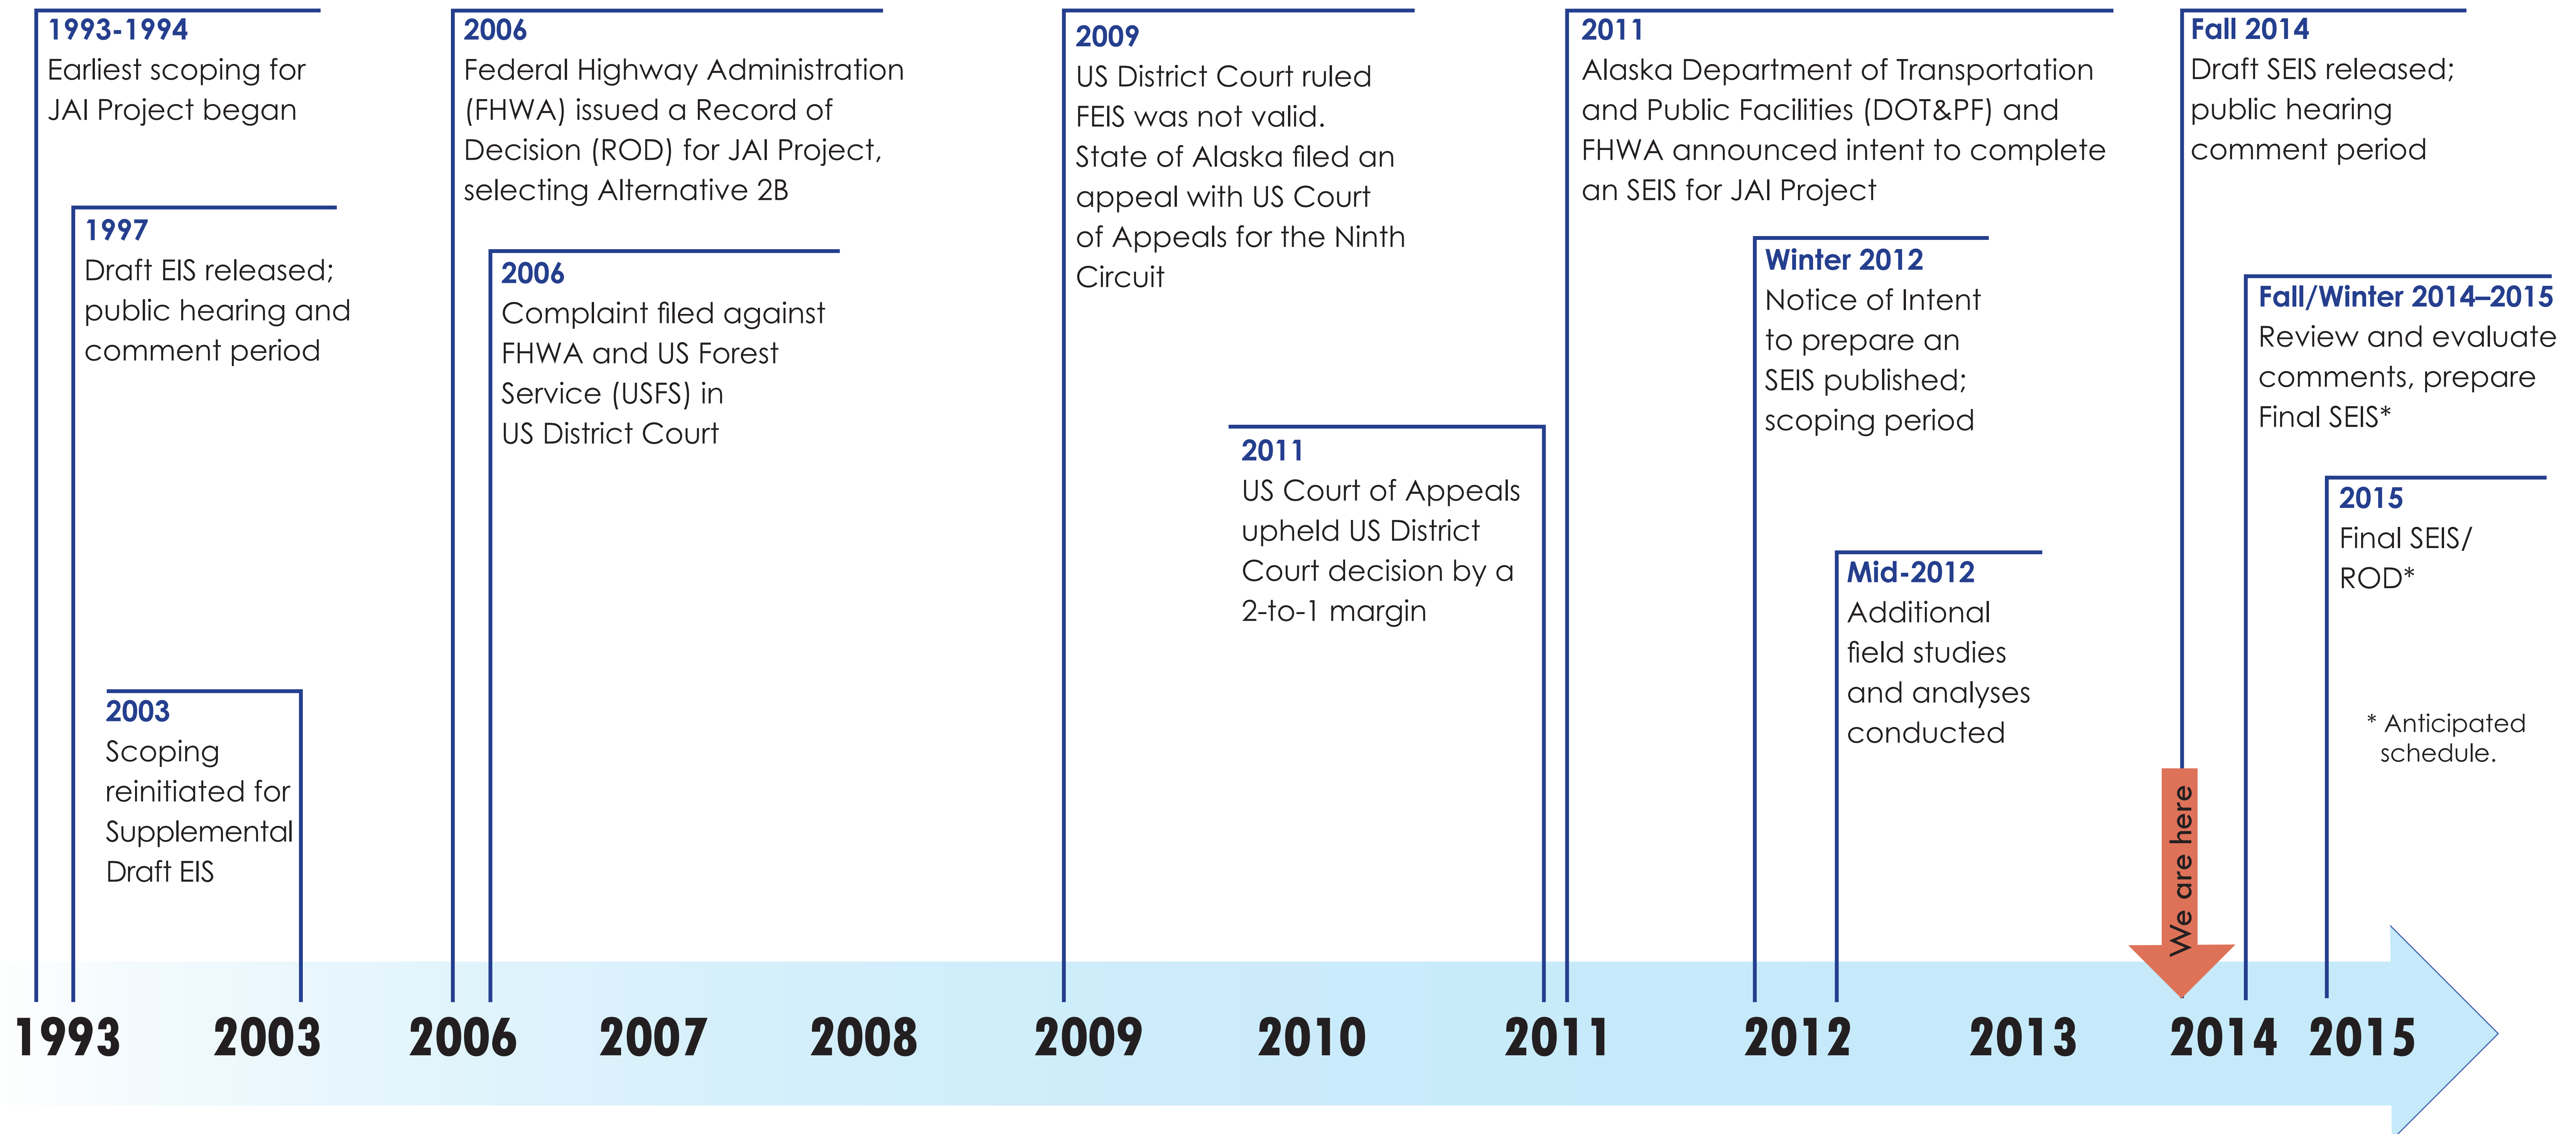 1993-1994
Earliest scoping for
JAI Project began
1997
Draft EIS released;
public hearing and
comment period
2003
Scoping
reinitiated for
Supplemental
Draft EIS
2006
Federal Highway Administration
(FHWA) issued a Record of
Decision (ROD) for JAI Project,
selecting Alternative 2B
2006
Complaint filed against
FHWA and US Forest
Service (USFS) in
US District Court
2009
US District Court ruled
FEIS was not valid.
State of Alaska filed an
appeal with US Court
of Appeals for the Ninth
Circuit
2011
US Court of Appeals
upheld US District
Court decision by a
2-to-1 margin
2011
Alaska Department of Transportation
and Public Facilities (DOT&PF) and
FHWA announced intent to complete
an SEIS for JAI Project
Winter 2012
Notice of Intent
to prepare an
SEIS published;
scoping period
Mid-2012
Additional
field studies
and analyses
conducted
Fall 2014
Draft SEIS released;
public hearing
comment period
Fall/Winter 2014–2015
Review and evaluate
comments, prepare
Final SEIS*
2015
Final SEIS/
ROD*
* Anticipated
schedule.
We are here
1993 2003 2006 2007 2008 2009 2010 2011 2012 2013 2014 2015